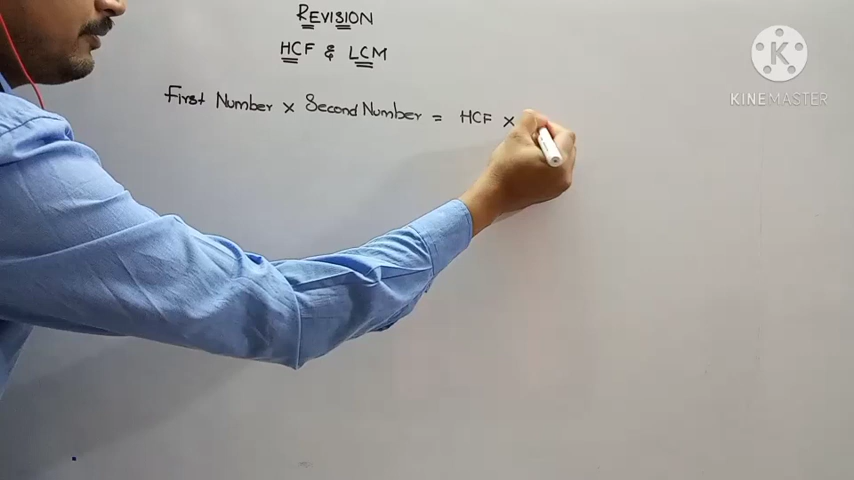 REVISION
HCF & LCM
First Number × Second Number = HCF ×
KINEMASTER